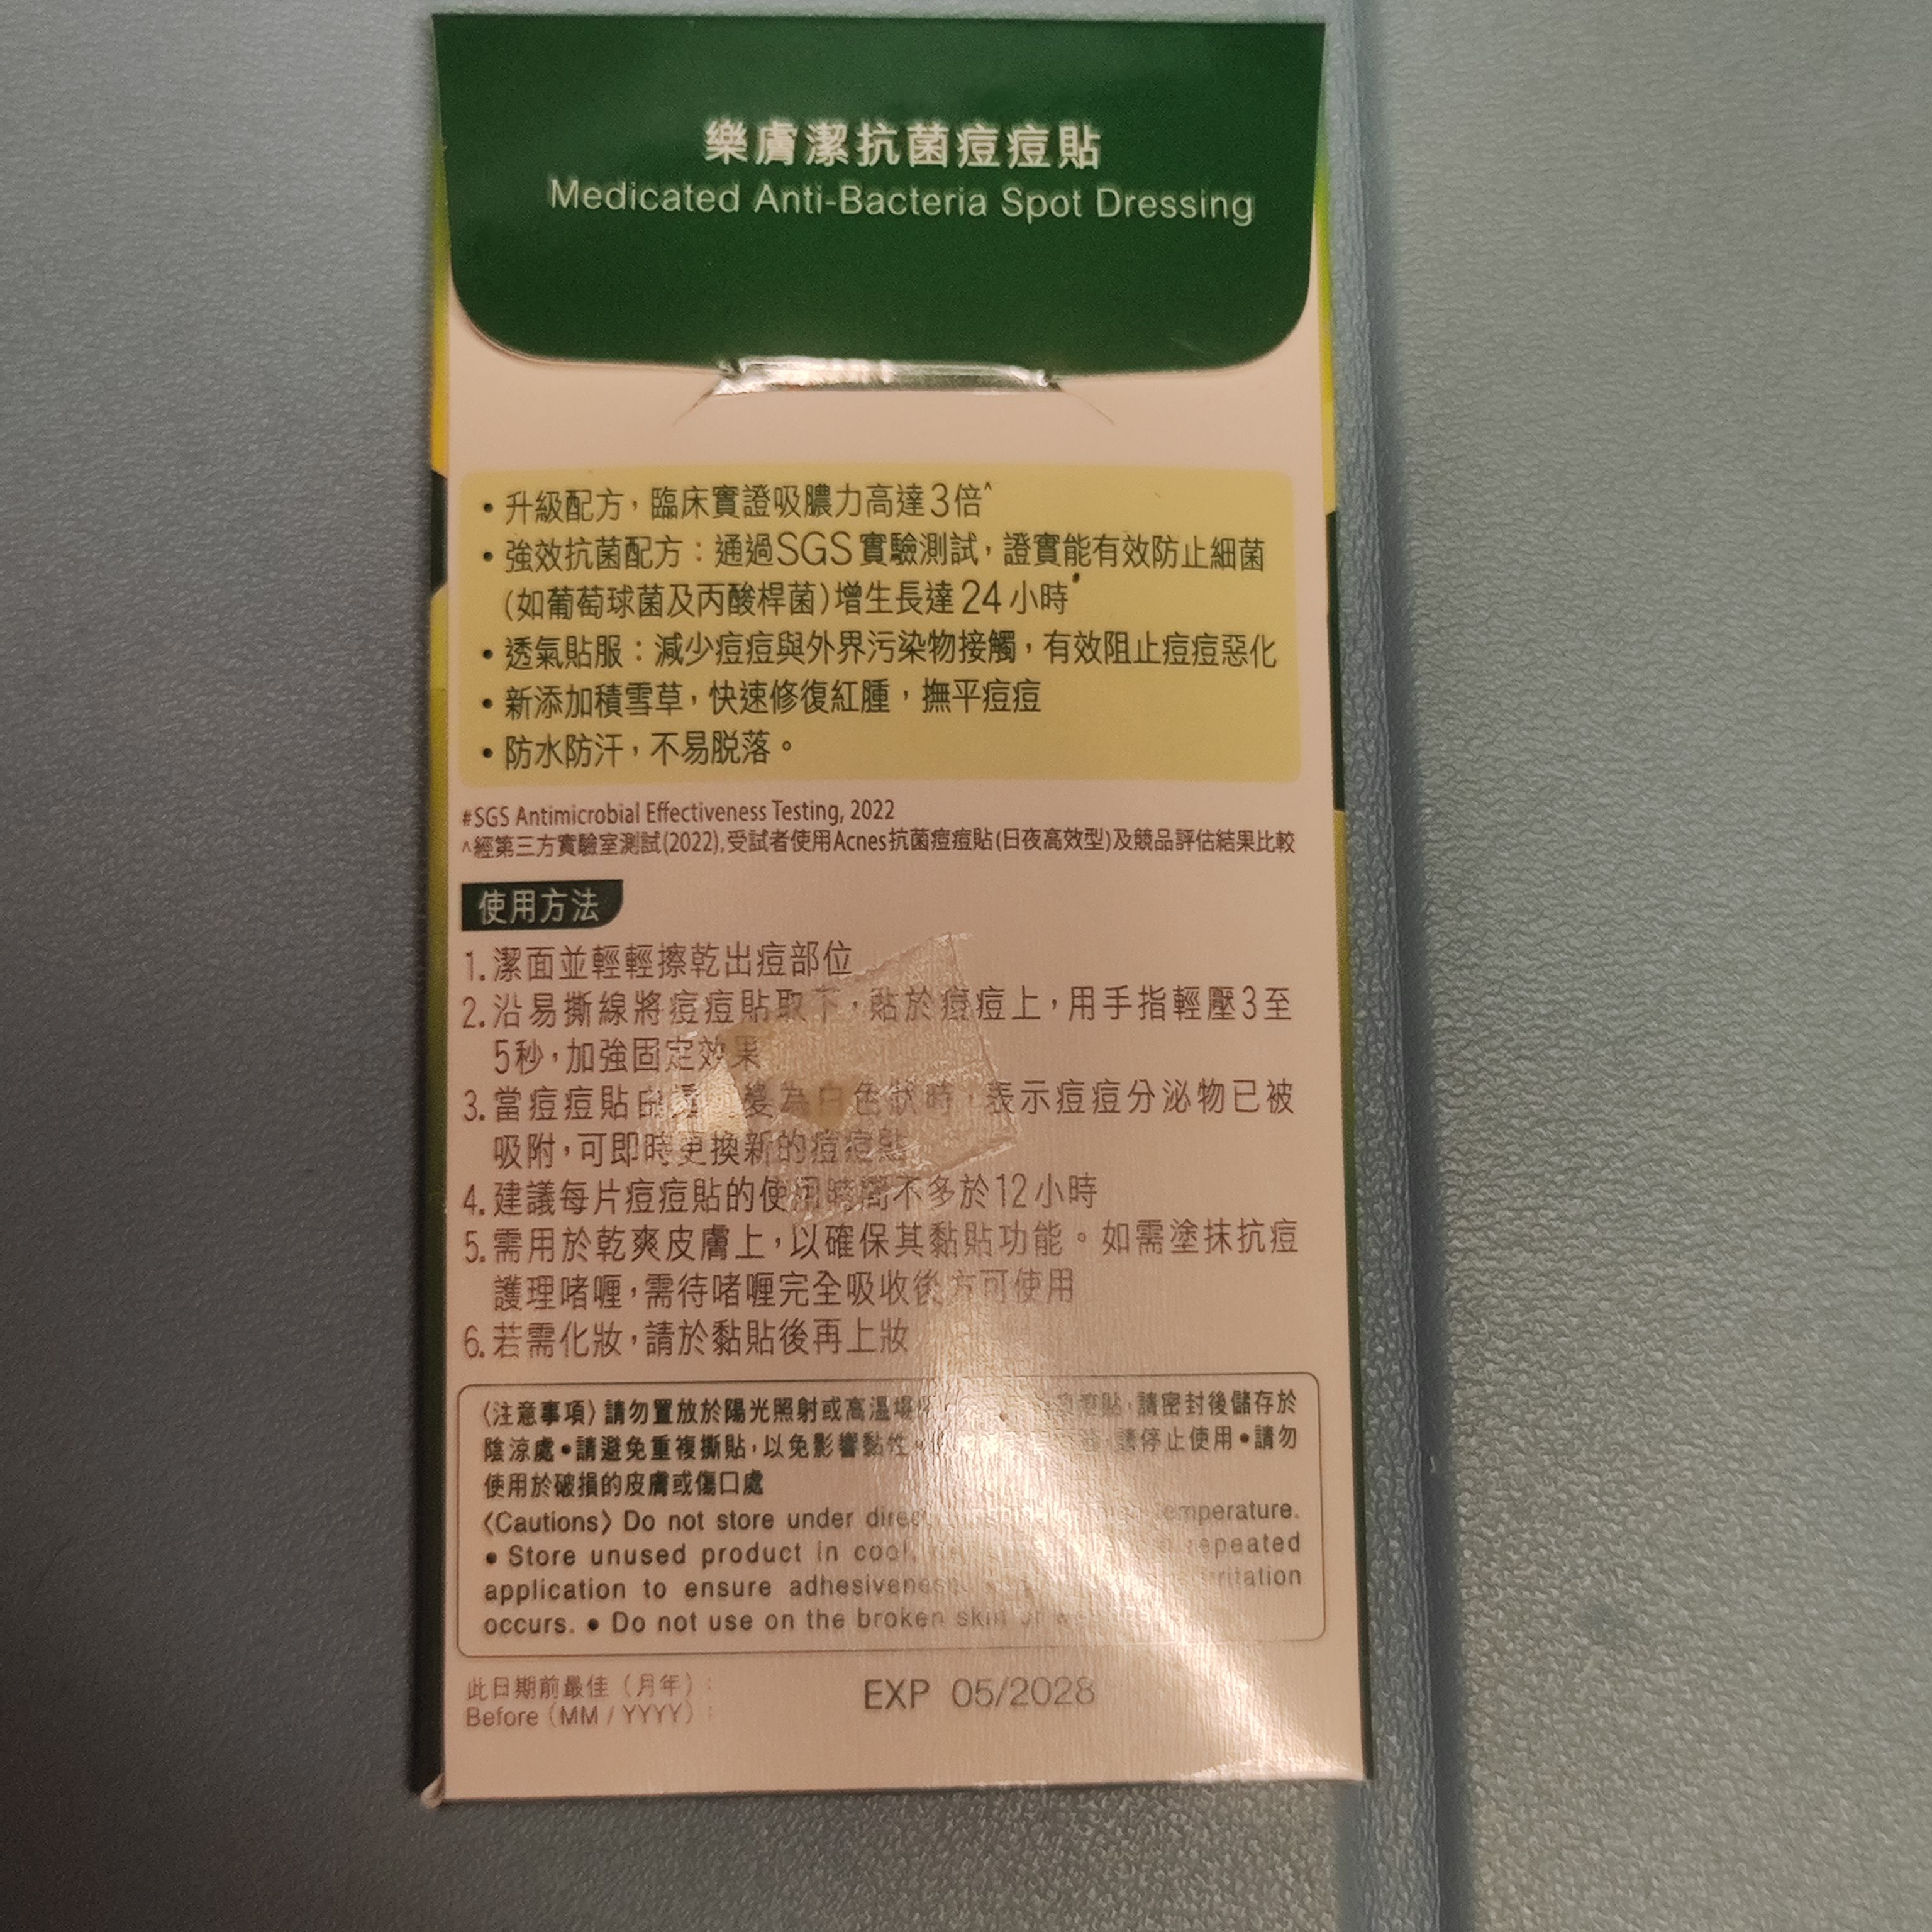 樂膚潔抗菌痘痘貼
Medicated Anti-Bacteria Spot Dressing
• 升級配方，臨床實證吸膿力高達3倍^
• 強效抗菌配方：通過SGS實驗測試，證實能有效防止細菌
(如葡萄球菌及丙酸桿菌)增生長達24小時#
• 透氣貼服：減少痘痘與外界污染物接觸，有效阻止痘痘惡化
• 新添加積雪草，快速修復紅腫，撫平痘痘
• 防水防汗，不易脫落。
#SGS Antimicrobial Effectiveness Testing, 2022
^經第三方實驗室測試(2022),受試者使用Acnes抗菌痘痘貼(日夜高效型)及競品評估結果比較
使用方法
1. 潔面並輕輕擦乾出痘部位
2. 沿易撕線將痘痘貼取下，貼於痘痘上，用手指輕壓3至
5秒，加強固定效果
3. 當痘痘貼由透 變為白色狀時，表示痘痘分泌物已被
吸附，可即時更換新的痘痘貼
4. 建議每片痘痘貼的使用時間不多於12小時
5. 需用於乾爽皮膚上，以確保其黏貼功能。如需塗抹抗痘
護理啫喱，需待啫喱完全吸收後方可使用
6. 若需化妝，請於黏貼後再上妝
〈注意事項〉請勿置放於陽光照射或高溫場 痘貼，請密封後儲存於
陰涼處•請避免重複撕貼，以免影響黏性• 請停止使用•請勿
使用於破損的皮膚或傷口處
〈Cautions〉Do not store under direct temperature.
• Store unused product in cool repeated
application to ensure adhesiveness irritation
occurs. • Do not use on the broken skin or
此日期前最佳（月年）:
Before（MM / YYYY）:
EXP 05/2028